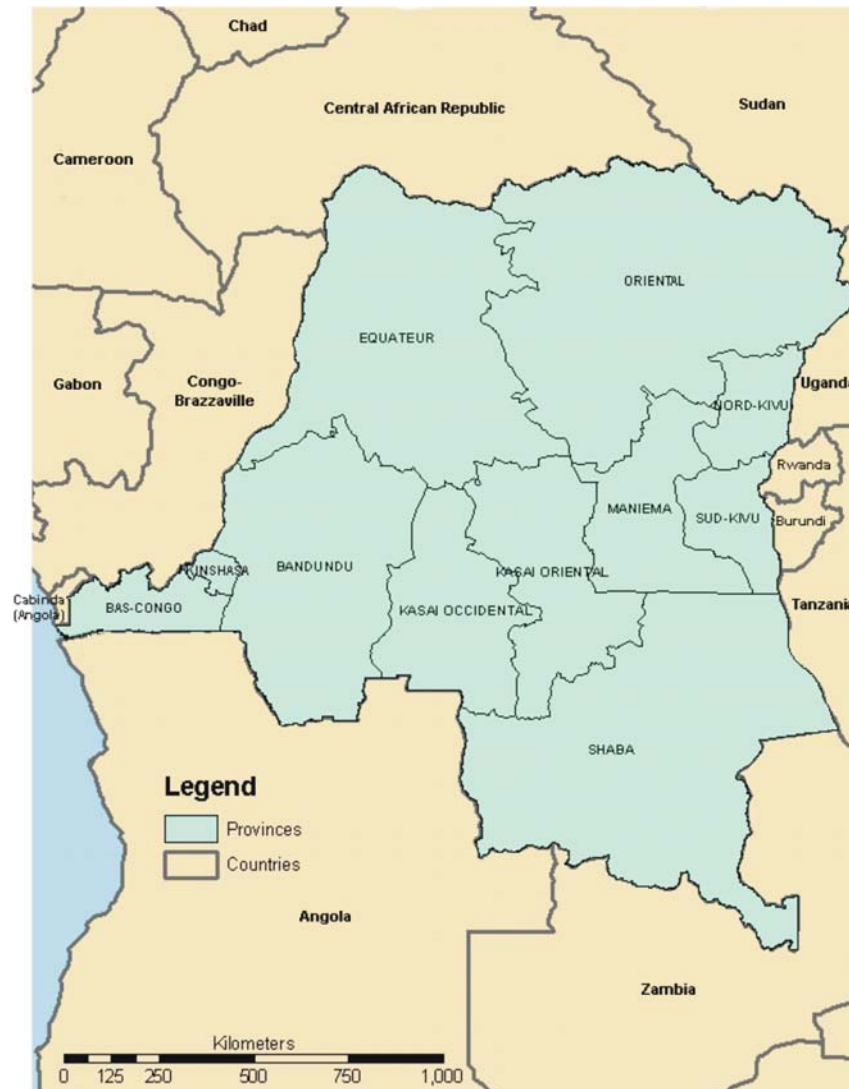 Chad
Central African Republic
Sudan
Cameroon
ORIENTAL
EQUATEUR
Gabon
Congo-
Brazzaville
Uganda
NORD-KIVU
Rwanda
MANIEMA
SUD-KIVU
Burundi
KINSHASA
BANDUNDU
KASAI ORIENTAL
Cabinda
(Angola)
BAS-CONGO
KASAI OCCIDENTAL
Tanzania
SHABA
Legend
Provinces
Countries
Angola
Zambia
Kilometers
0 125 250 500 750 1,000